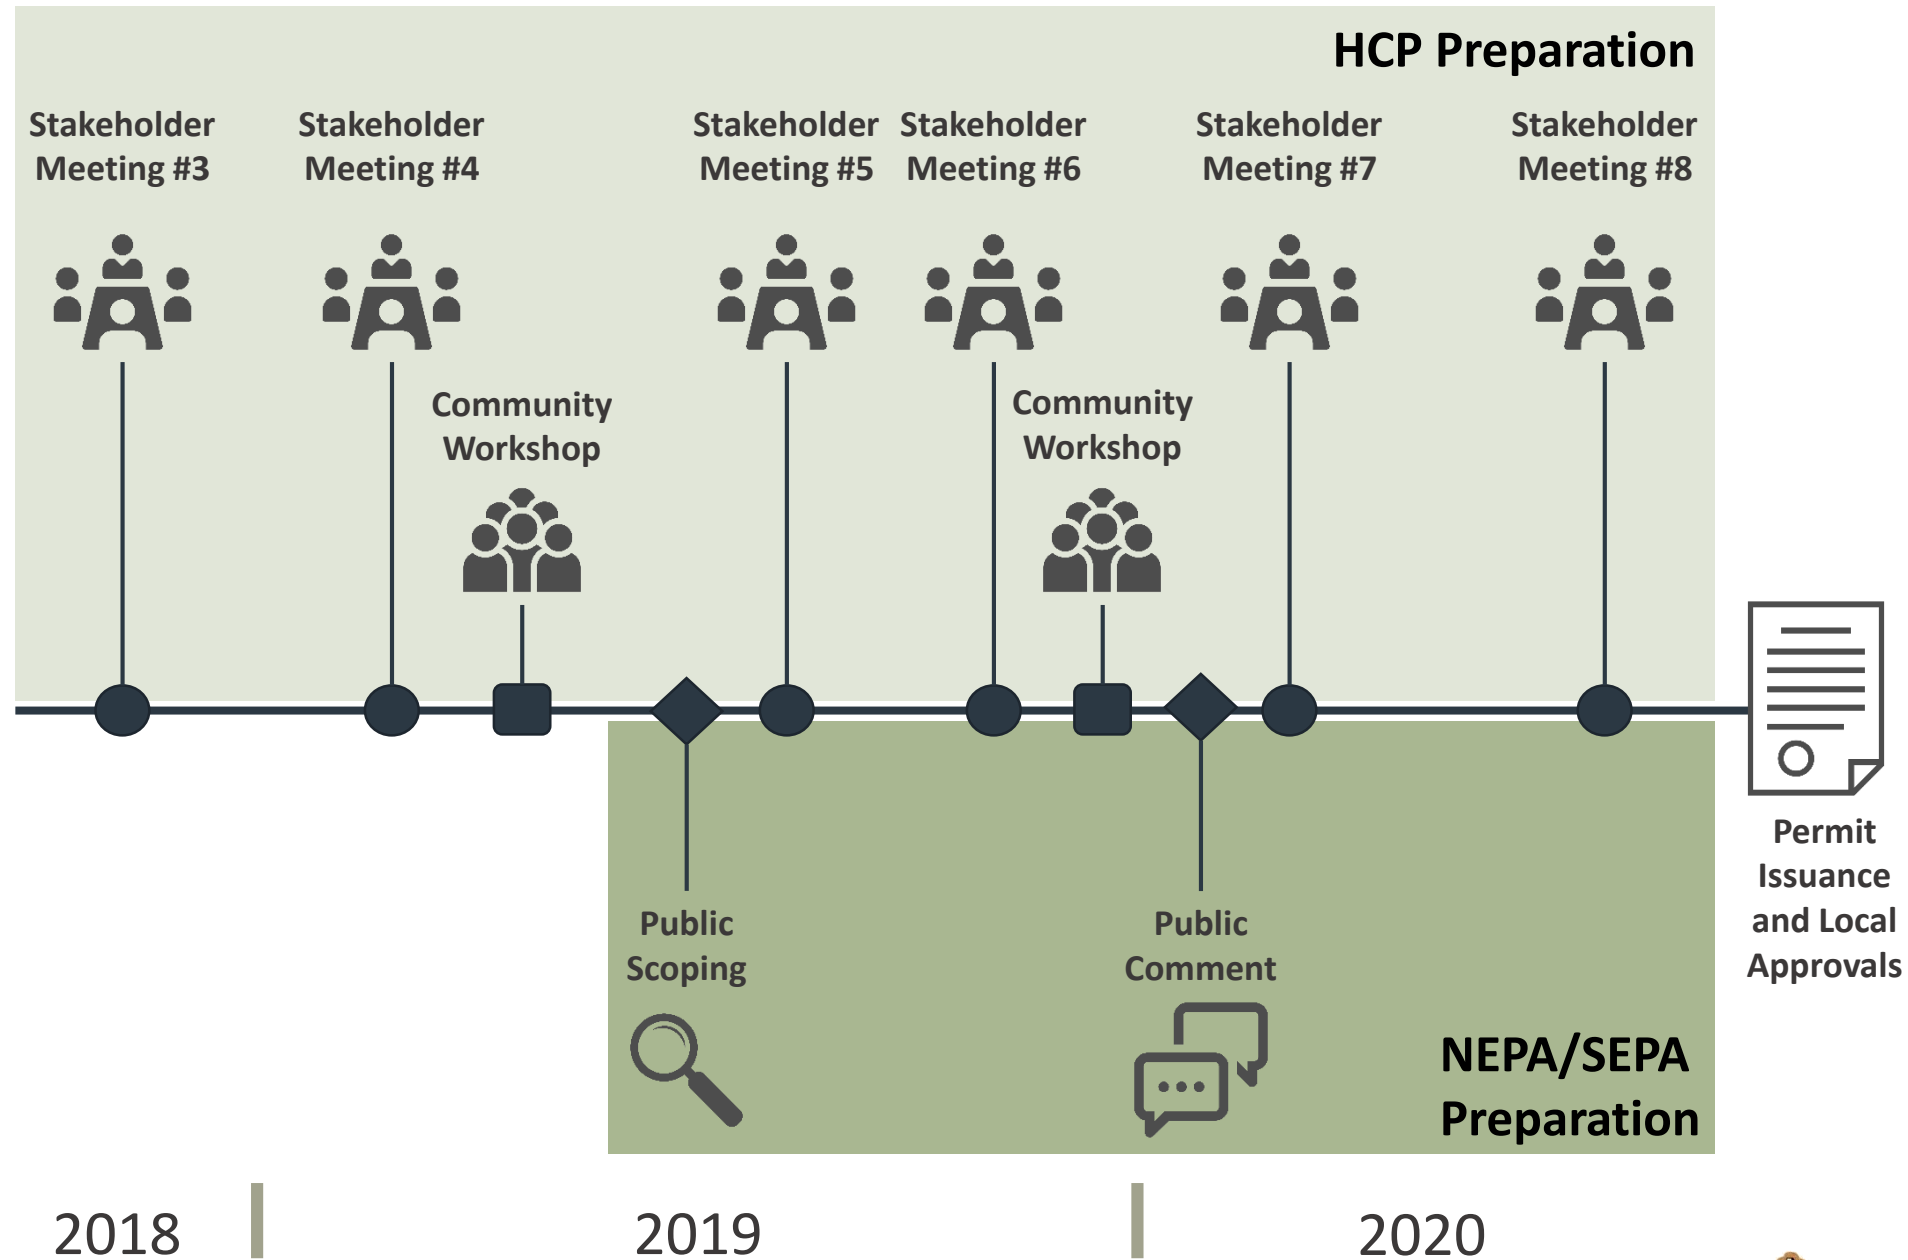 HCP Preparation
Stakeholder
Meeting #3
Stakeholder
Meeting #4
Stakeholder
Meeting #5
Stakeholder
Meeting #6
Stakeholder
Meeting #7
Stakeholder
Meeting #8
Community
Workshop
Community
Workshop
Public
Scoping
Public
Comment
Permit
Issuance
and Local
Approvals
NEPA/SEPA
Preparation
2018
2019
2020